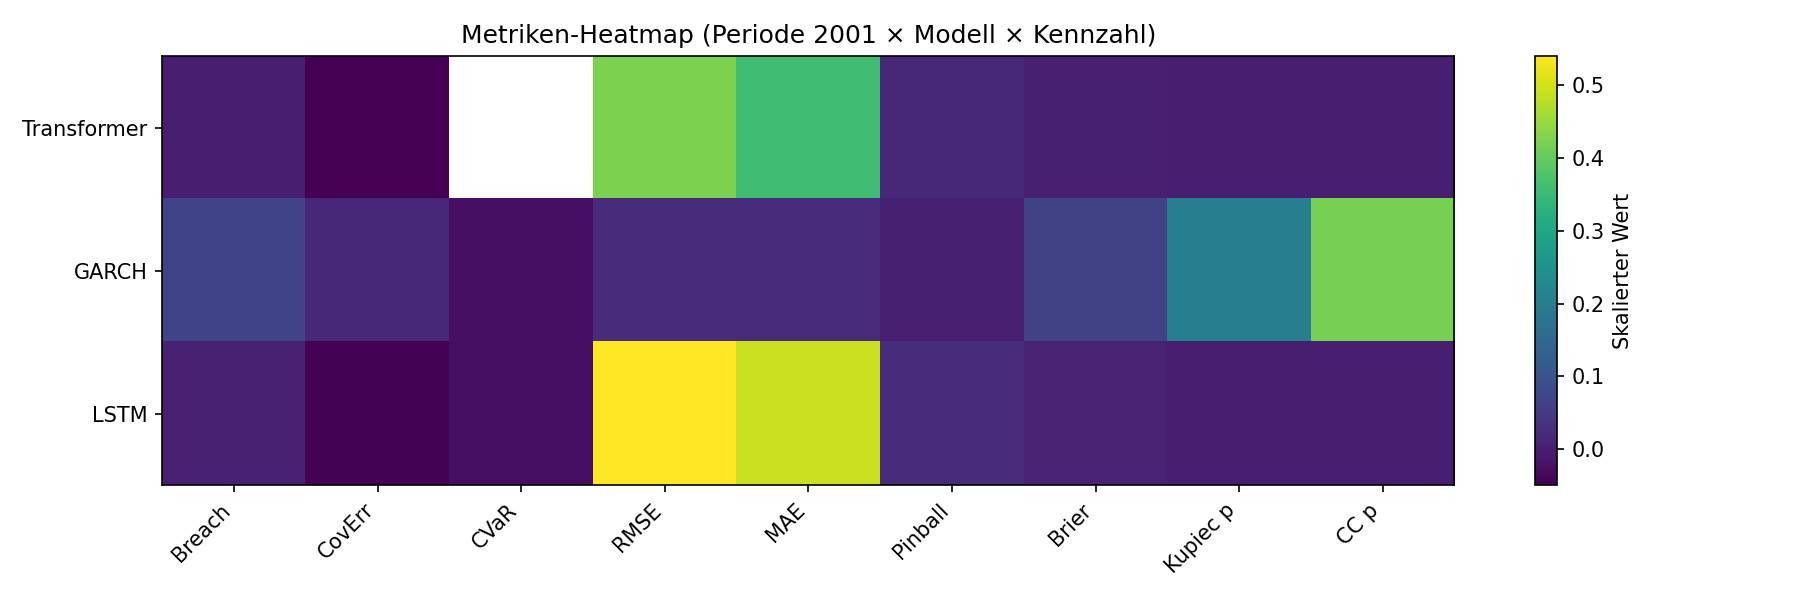 Metriken-Heatmap (Periode 2001 × Modell × Kennzahl)
Transformer
GARCH
LSTM
Breach
CovErr
CVaR
RMSE
MAE
Pinball
Brier
Kupiec p
CC p
0.5
0.4
0.3
0.2
0.1
0.0
Skalierter Wert